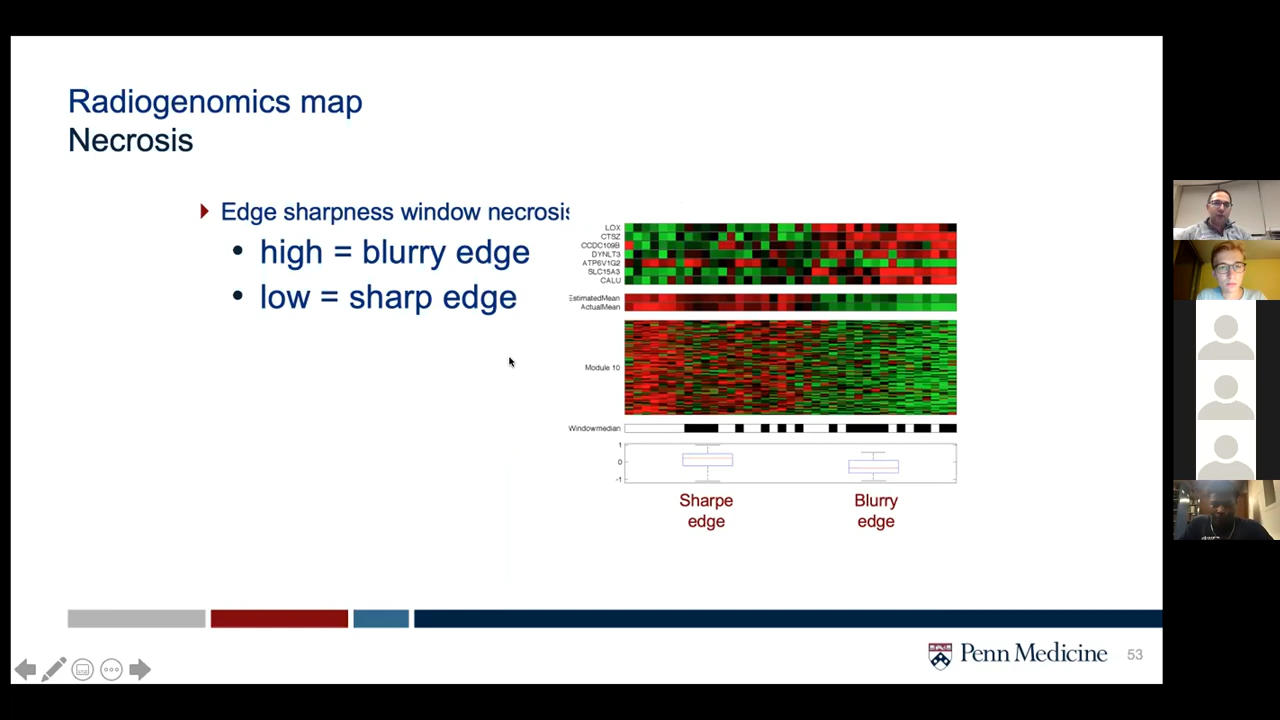 Radiogenomics map
Necrosis
Edge sharpness window necrosis
• high = blurry edge
• low = sharp edge
LOX
CTSZ
CCDC109B
DYNLT3
ATP6V1G2
SLC15A3
CALU
EstimatedMean
ActualMean
Module 10
Windowmedian
1
0
-1
Sharpe
edge
Blurry
edge
Penn Medicine
53